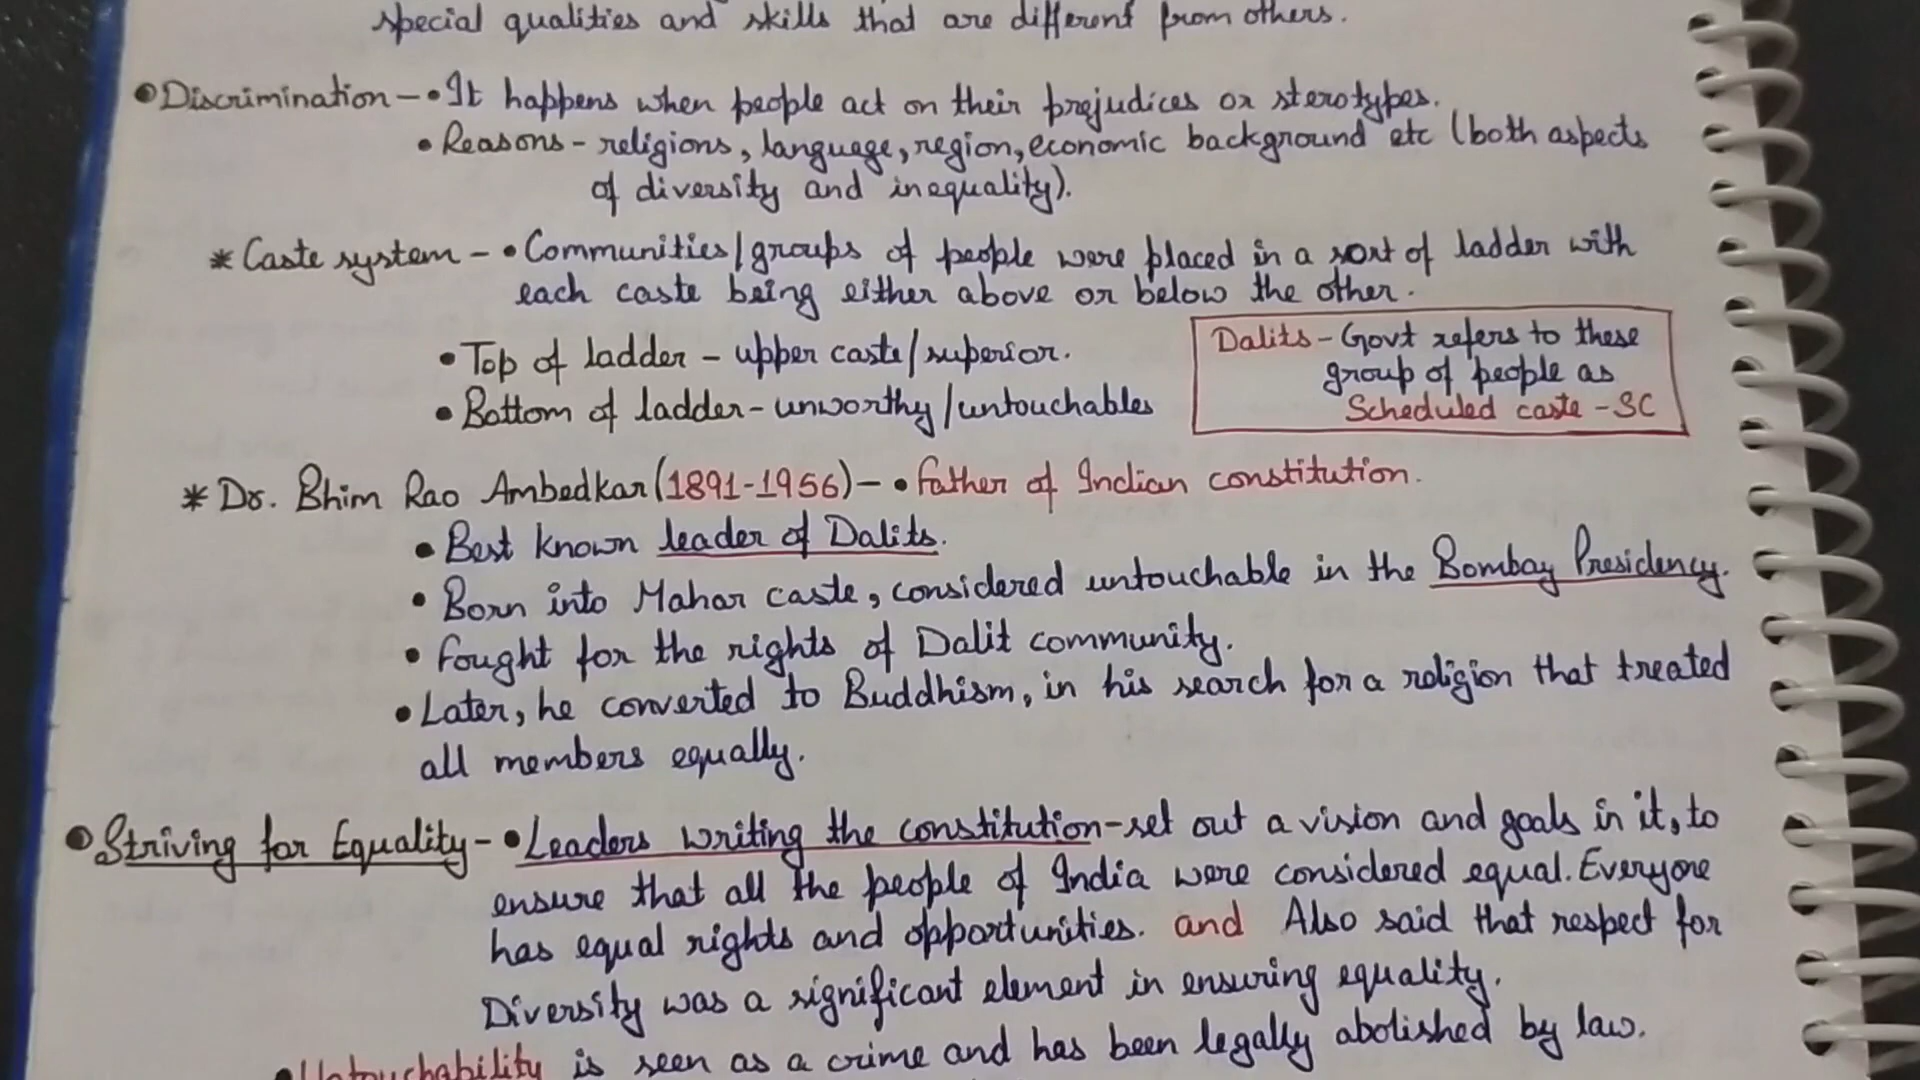 special qualities and skills that are different from others.
• Discrimination – • It happens when people act on their prejudices or sterotypes.
• Reasons – religions, language, region, economic background etc (both aspects
of diversity and inequality).
* Caste system – • Communities/groups of people were placed in a sort of ladder with
each caste being either above or below the other.
• Top of ladder – upper caste/superior.
• Bottom of ladder – unworthy/untouchables
Dalits – Govt refers to these
group of people as
Scheduled caste – SC
* Dr. Bhim Rao Ambedkar (1891-1956) – • Father of Indian constitution.
• Best known leader of Dalits.
• Born into Mahar caste, considered untouchable in the Bombay Presidency.
• Fought for the rights of Dalit community.
• Later, he converted to Buddhism, in his search for a religion that treated
all members equally.
• Striving for Equality – • Leaders writing the constitution – set out a vision and goals in it, to
ensure that all the people of India were considered equal. Everyone
has equal rights and opportunities. and Also said that respect for
Diversity was a significant element in ensuring equality.
• Untouchability is seen as a crime and has been legally abolished by law.